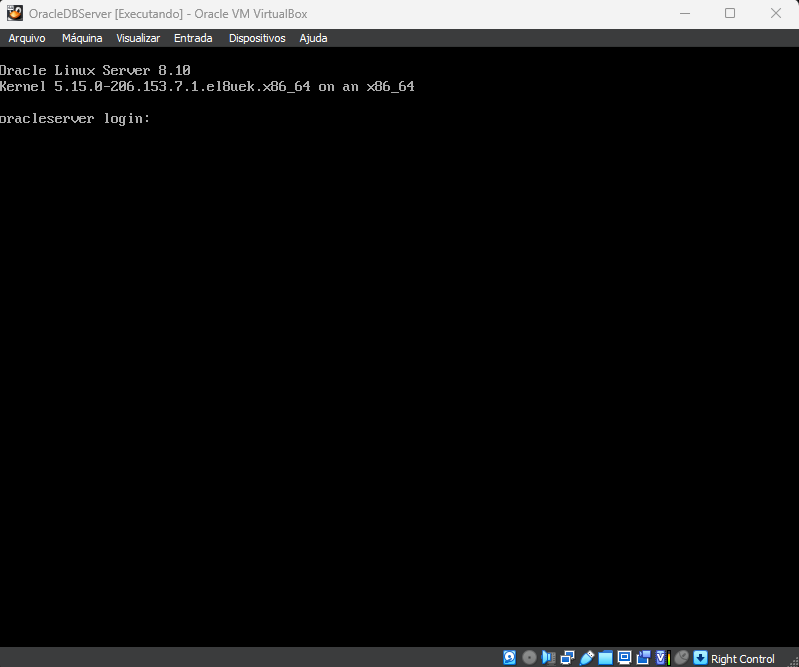 OracleDBServer [Executando] - Oracle VM VirtualBox
Arquivo Máquina Visualizar Entrada Dispositivos Ajuda
Oracle Linux Server 8.10
Kernel 5.15.0-206.153.7.1.el8uek.x86_64 on an x86_64
oracleserver login:
Right Control